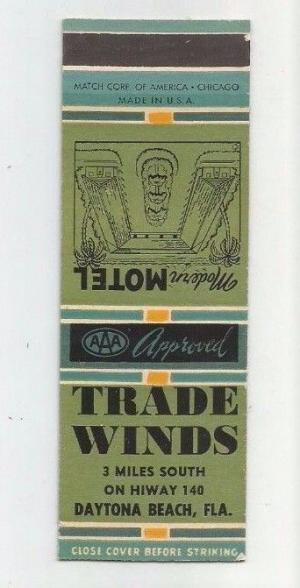 MATCH CORP. OF AMERICA • CHICAGO
MADE IN U.S.A.
Modern MOTEL
AAA Approved
TRADE
WINDS
3 MILES SOUTH
ON HIWAY 140
DAYTONA BEACH, FLA.
CLOSE COVER BEFORE STRIKING